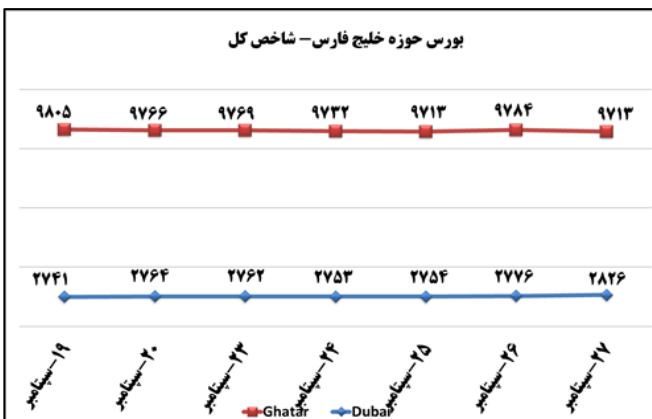 بورس حوزه خلیج فارس – شاخص کل
۹۸۰۵ ۹۷۶۶ ۹۷۶۹ ۹۷۳۲ ۹۷۱۳ ۹۷۸۴ ۹۷۱۳
۲۷۴۱ ۲۷۶۴ ۲۷۶۲ ۲۷۵۳ ۲۷۵۴ ۲۷۷۶ ۲۸۲۶
۱۹-سپتامبر ۲۰-سپتامبر ۲۳-سپتامبر ۲۴-سپتامبر ۲۵-سپتامبر ۲۶-سپتامبر ۲۷-سپتامبر
Ghatar Dubai